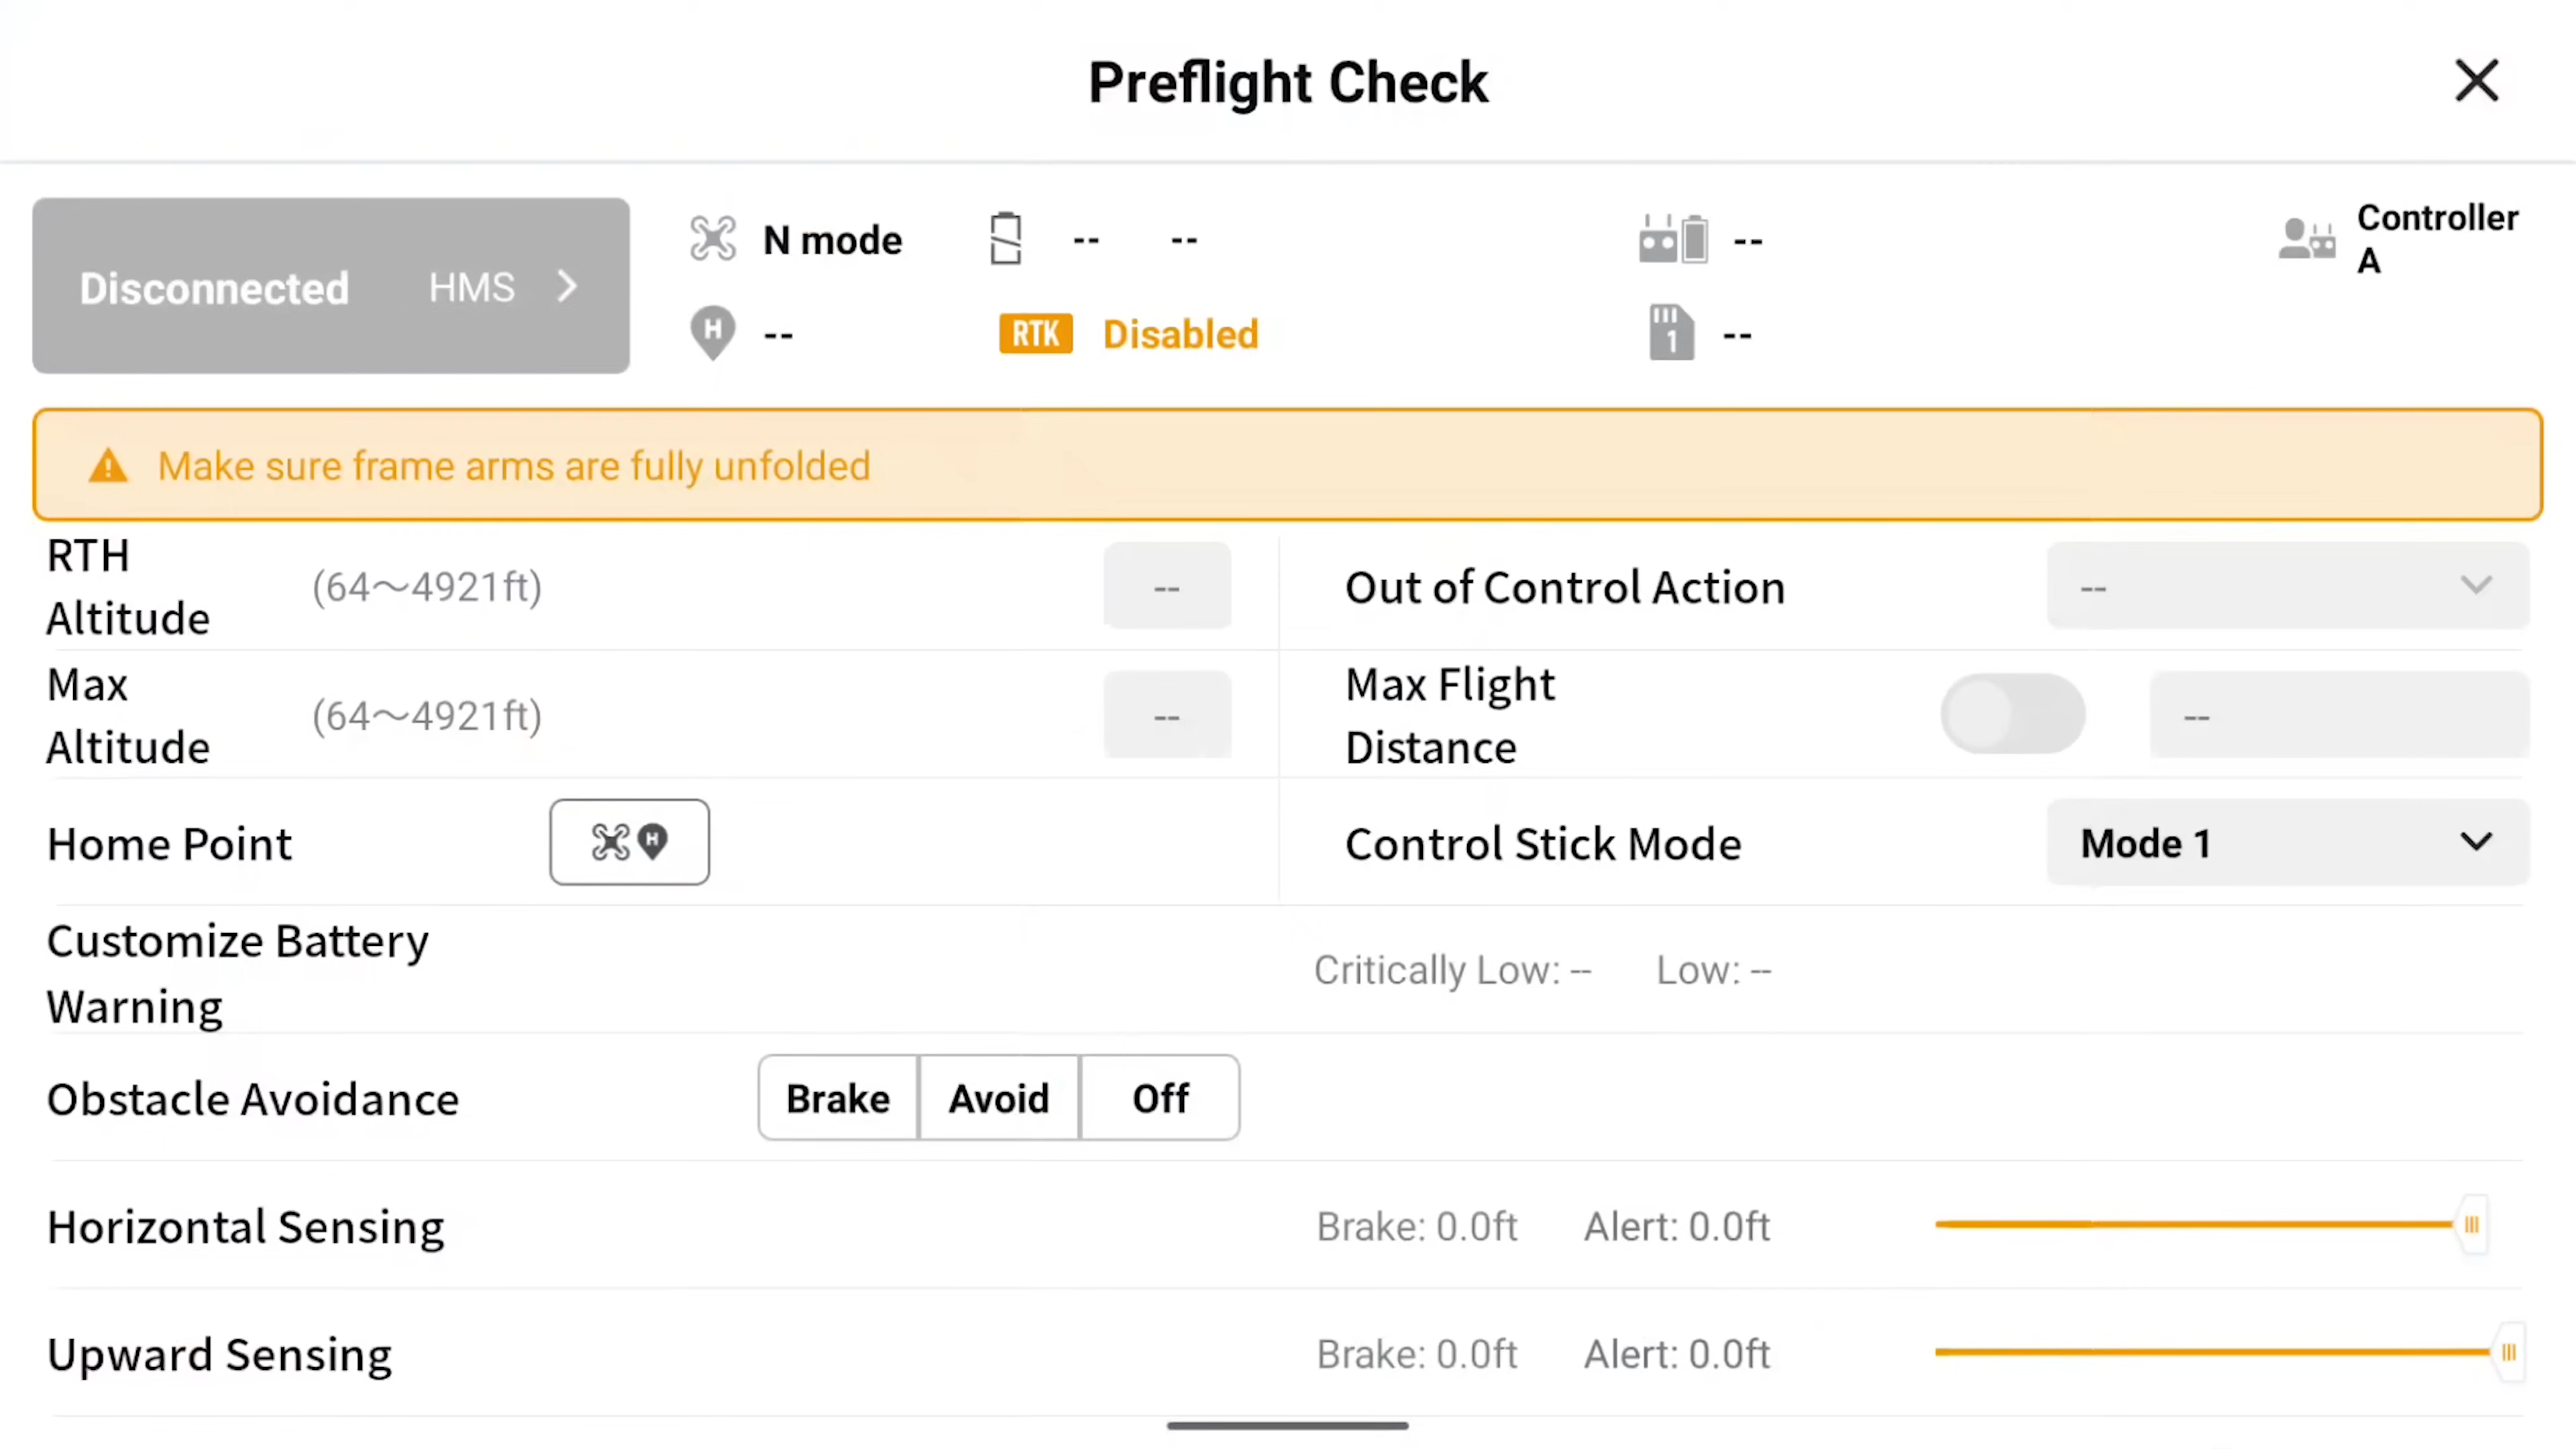 Preflight Check
Disconnected HMS
N mode -- -- -- Controller A
H -- RTK Disabled 1 --
Make sure frame arms are fully unfolded
RTH Altitude (64～4921ft) -- Out of Control Action --
Max Altitude (64～4921ft) -- Max Flight Distance --
Home Point H Control Stick Mode Mode 1
Customize Battery Warning Critically Low: -- Low: --
Obstacle Avoidance Brake Avoid Off
Horizontal Sensing Brake: 0.0ft Alert: 0.0ft
Upward Sensing Brake: 0.0ft Alert: 0.0ft